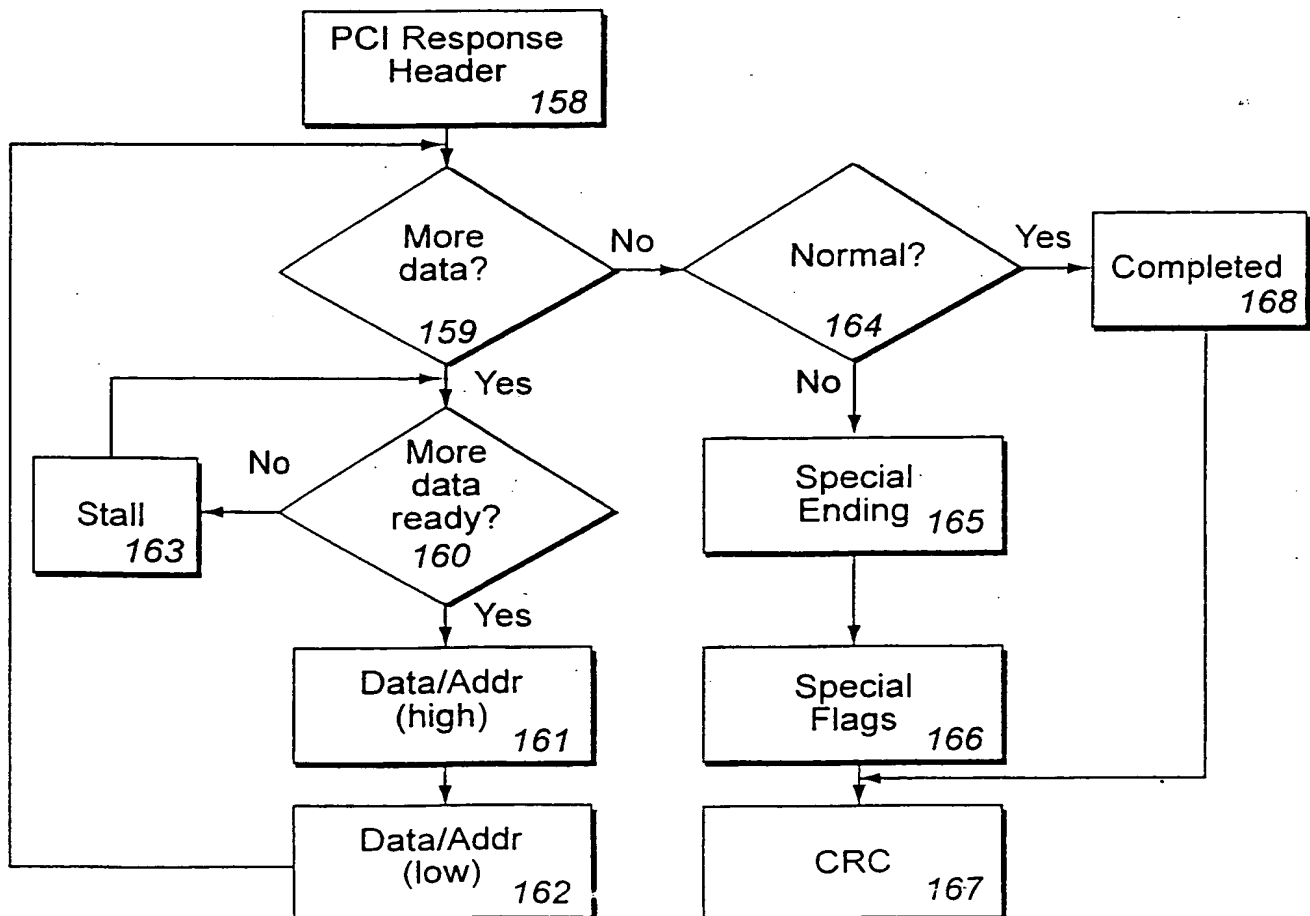 PCI Response
Header
158
More
data?
159
No
Normal?
164
Yes
Completed
168
Yes
No
More
data
ready?
160
No
Stall
163
Special
Ending
165
Yes
Data/Addr
(high)
161
Special
Flags
166
Data/Addr
(low)
162
CRC
167